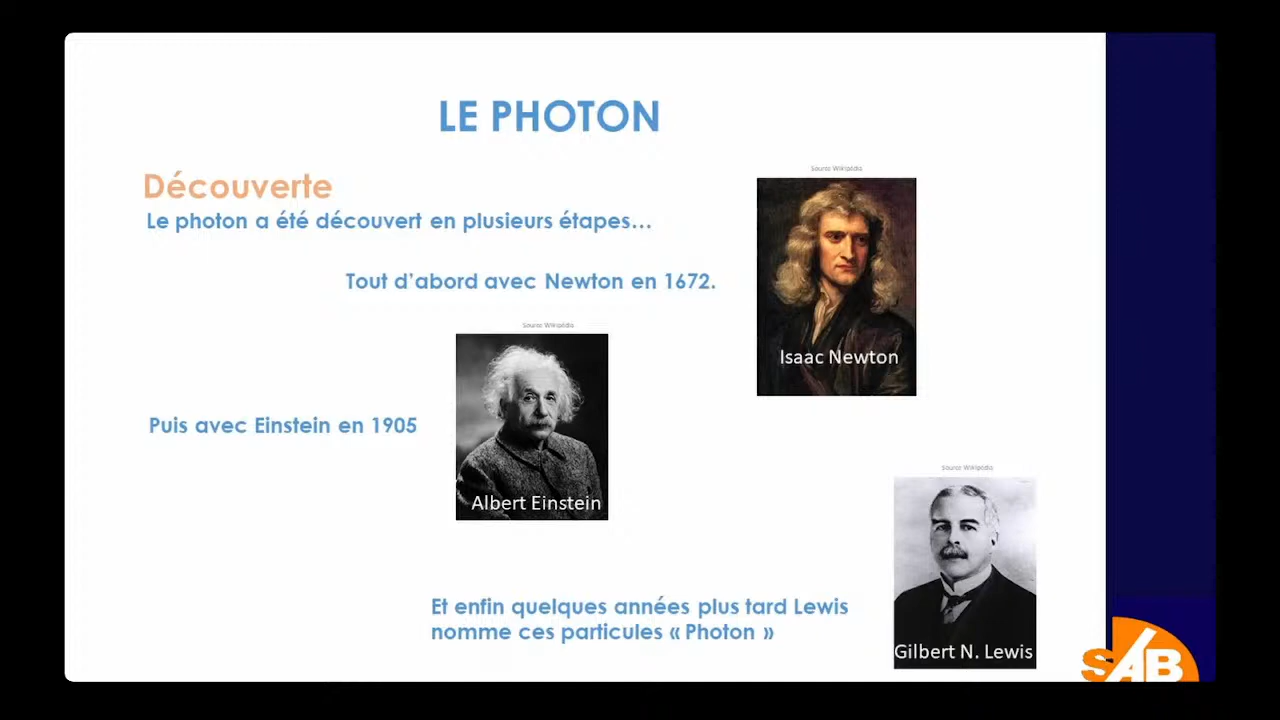 LE PHOTON
Découverte
Le photon a été découvert en plusieurs étapes...
Source Wikipédia
Tout d'abord avec Newton en 1672.
Isaac Newton
Source Wikipédia
Puis avec Einstein en 1905
Albert Einstein
Source Wikipédia
Et enfin quelques années plus tard Lewis
nomme ces particules « Photon »
Gilbert N. Lewis
SAB